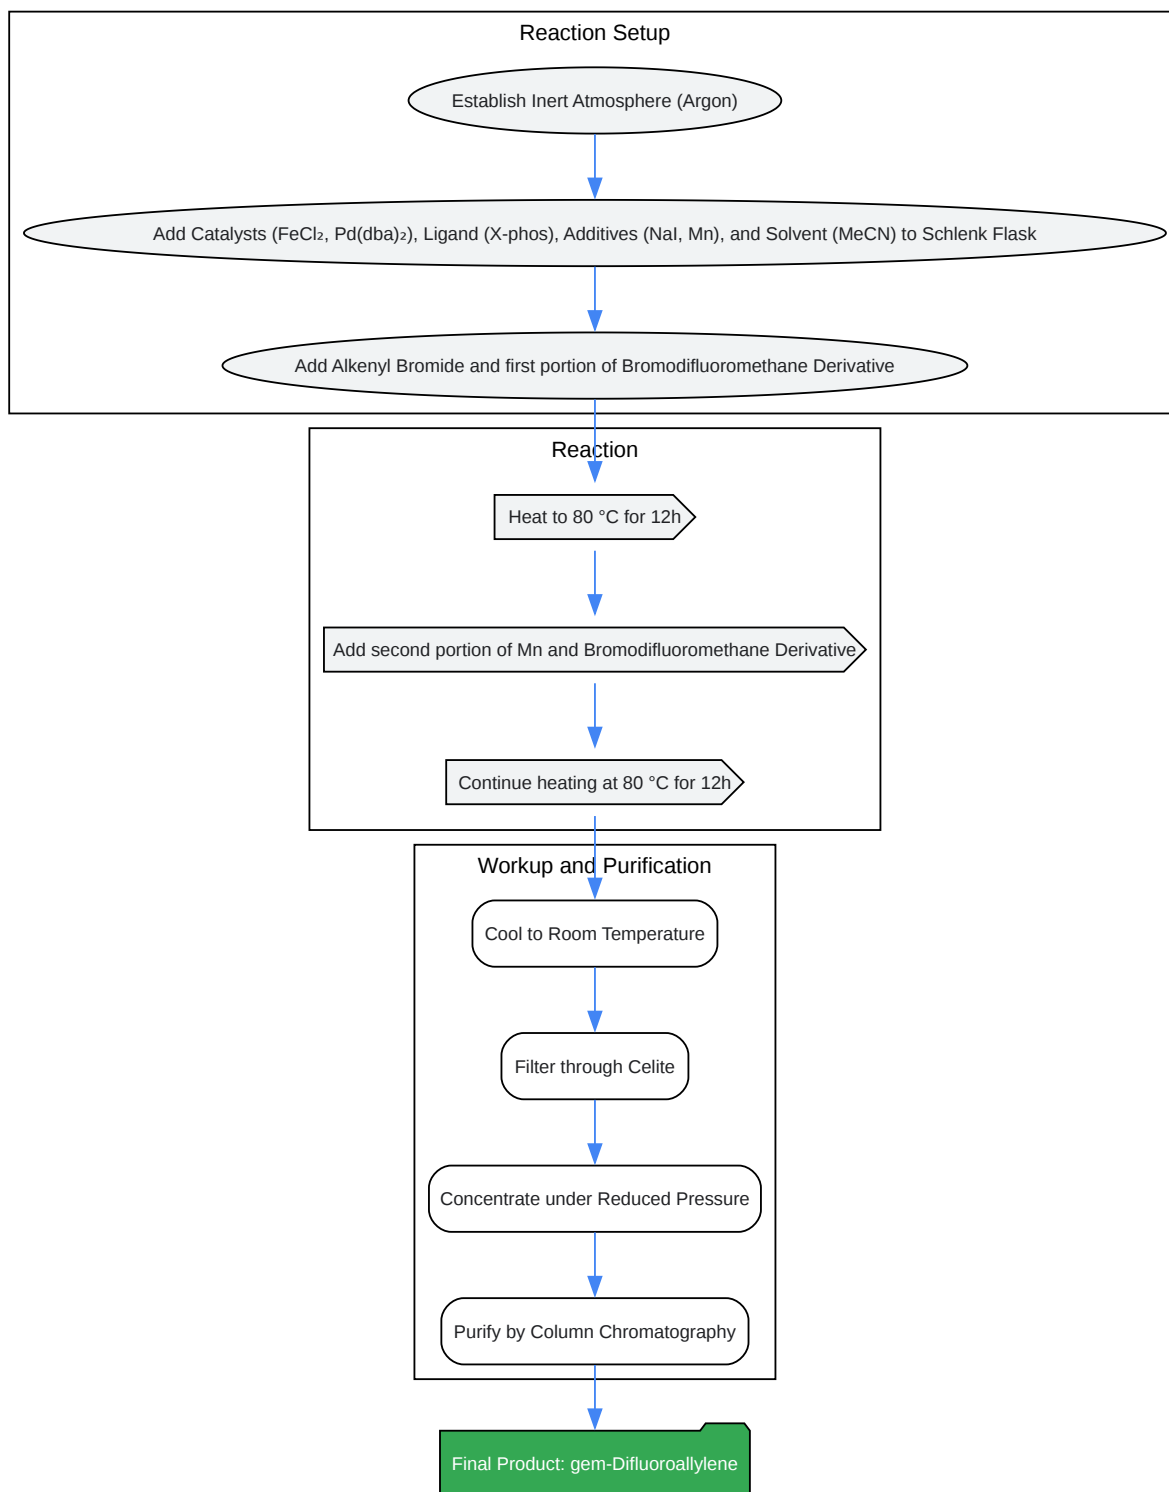 Reaction Setup
Establish Inert Atmosphere (Argon)
Add Catalysts (FeCl₂, Pd(dba)₂), Ligand (X-phos), Additives (NaI, Mn), and Solvent (MeCN) to Schlenk Flask
Add Alkenyl Bromide and first portion of Bromodifluoromethane Derivative
Reaction
Heat to 80 °C for 12h
Add second portion of Mn and Bromodifluoromethane Derivative
Continue heating at 80 °C for 12h
Workup and Purification
Cool to Room Temperature
Filter through Celite
Concentrate under Reduced Pressure
Purify by Column Chromatography
Final Product: gem-Difluoroallylene